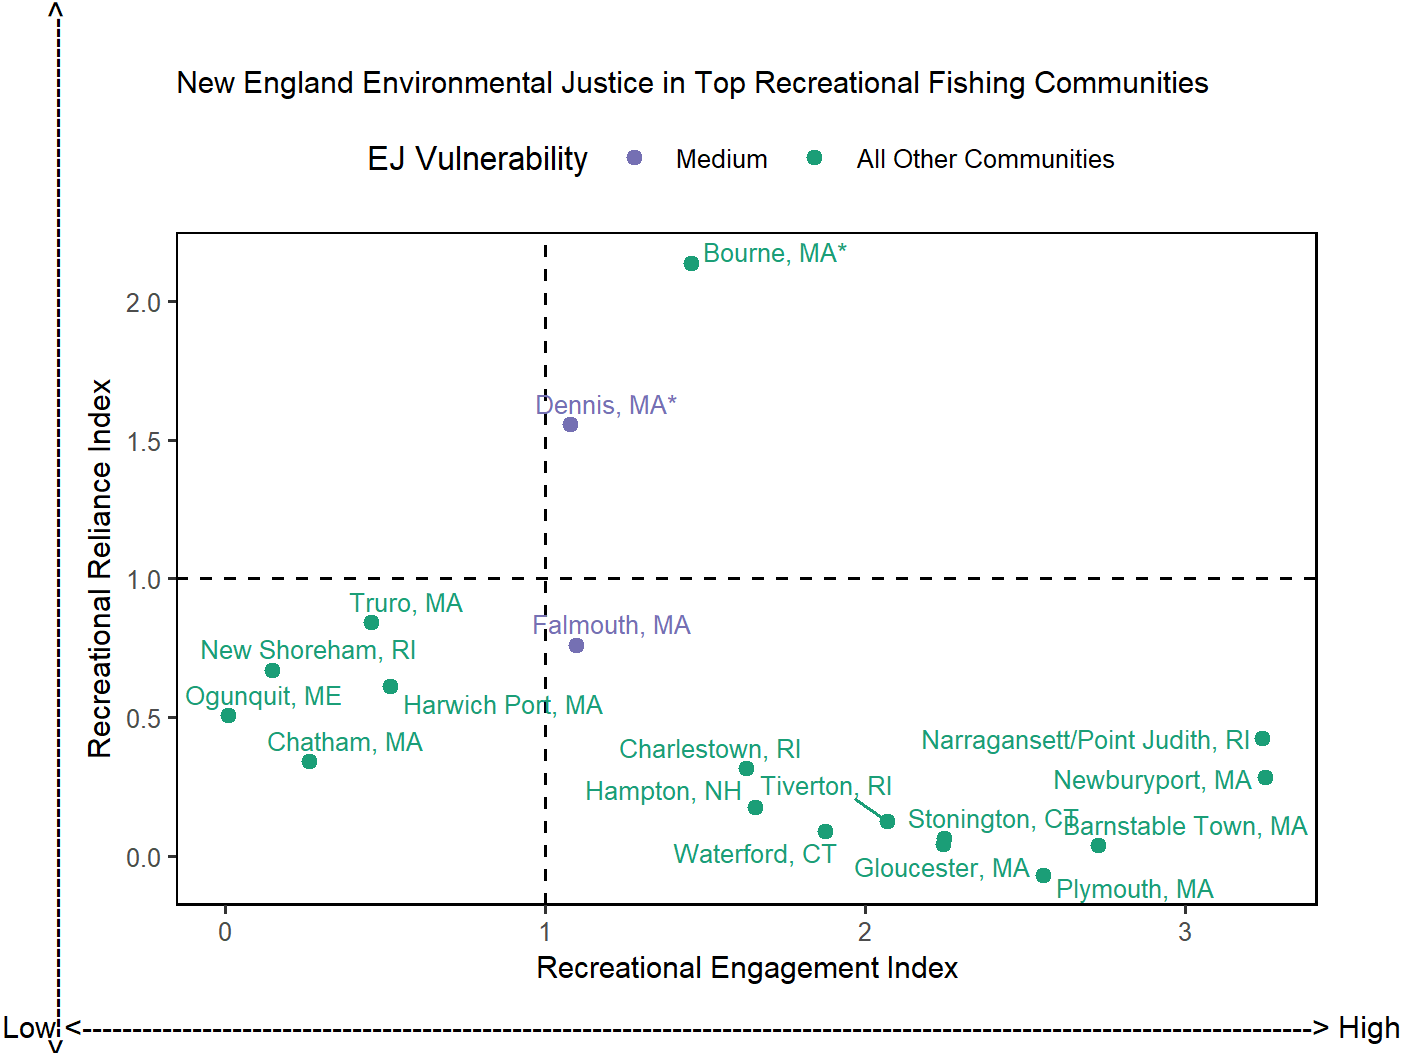 New England Environmental Justice in Top Recreational Fishing Communities
EJ Vulnerability Medium All Other Communities
Bourne, MA*
2.0
Dennis, MA*
1.5
Recreational Reliance Index
1.0
Truro, MA
Falmouth, MA
New Shoreham, RI
Ogunquit, ME
Harwich Port, MA
0.5
Chatham, MA
Narragansett/Point Judith, RI
Charlestown, RI
Newburyport, MA
Hampton, NH
Tiverton, RI
Stonington, CT
Barnstable Town, MA
Waterford, CT
0.0
Gloucester, MA
Plymouth, MA
0 1 2 3
Recreational Engagement Index
Low <----------------------------------------------------------------------------------------------------------------------------> High